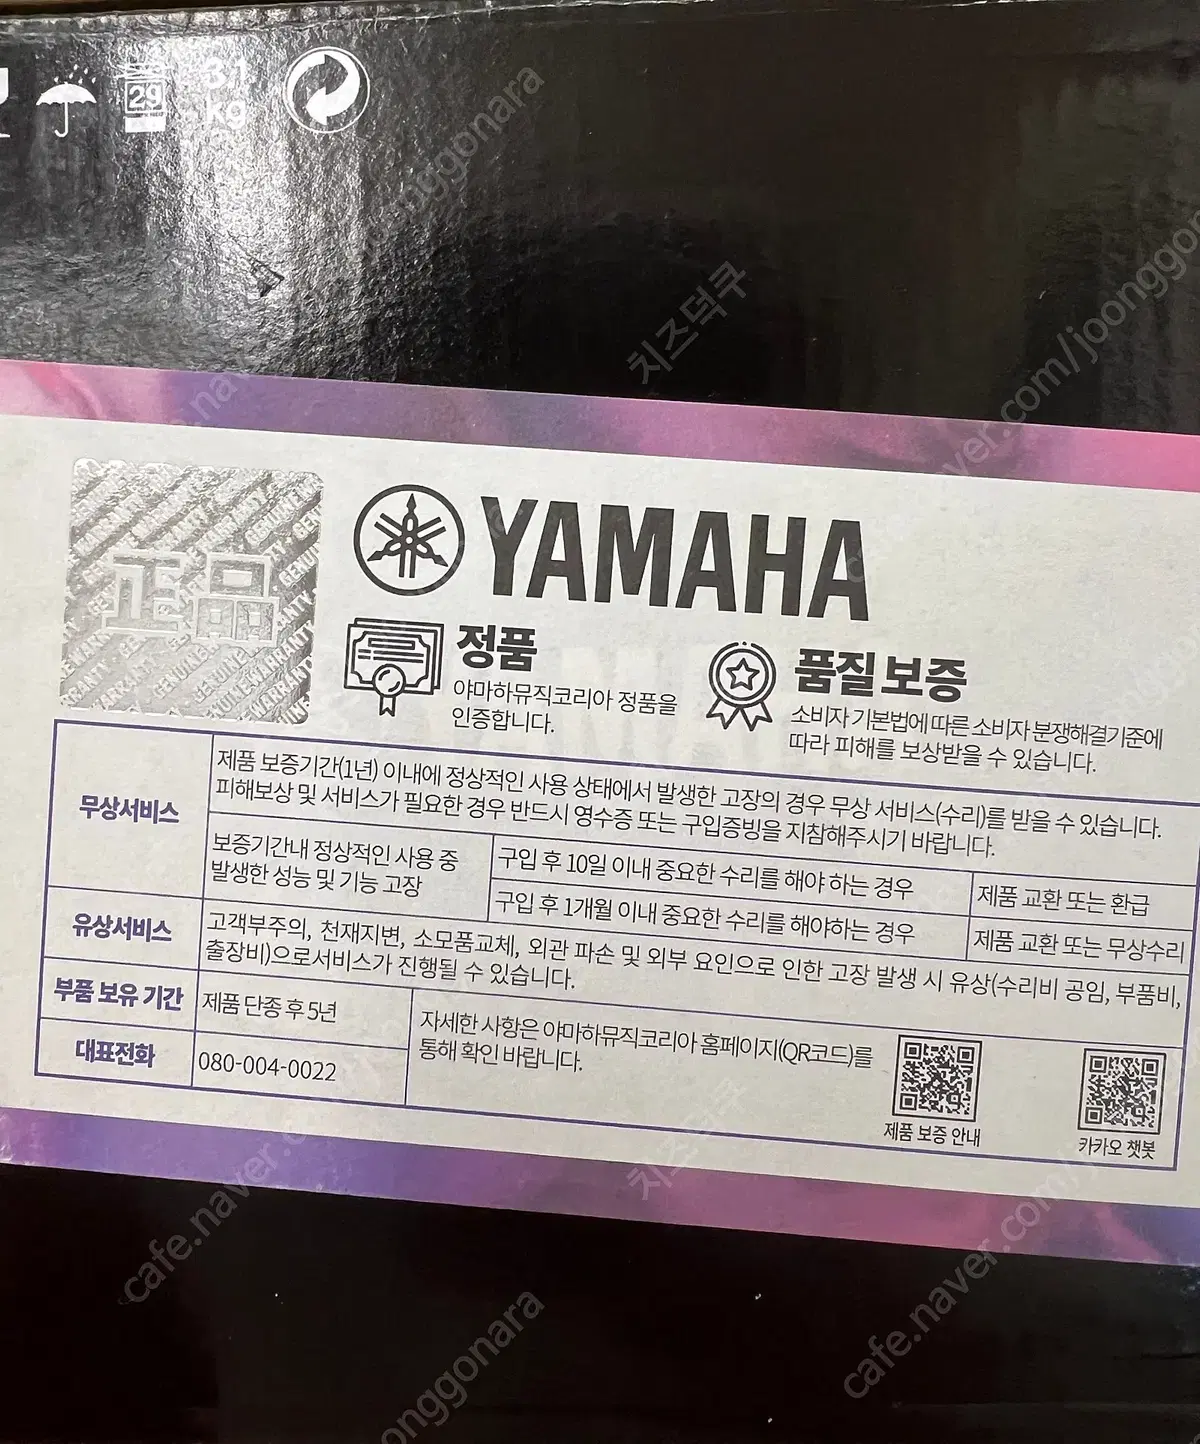 29
31
kg
YAMAHA
正品
GENUINE WARRANTY
정품
야마하뮤직코리아 정품을
인증합니다.
품질 보증
소비자 기본법에 따른 소비자 분쟁해결기준에
따라 피해를 보상받을 수 있습니다.
무상서비스
제품 보증기간(1년) 이내에 정상적인 사용 상태에서 발생한 고장의 경우 무상 서비스(수리)를 받을 수 있습니다.
피해보상 및 서비스가 필요한 경우 반드시 영수증 또는 구입증빙을 지참해주시기 바랍니다.
보증기간내 정상적인 사용 중
발생한 성능 및 기능 고장
구입 후 10일 이내 중요한 수리를 해야 하는 경우
제품 교환 또는 환급
구입 후 1개월 이내 중요한 수리를 해야하는 경우
제품 교환 또는 무상수리
유상서비스
고객부주의, 천재지변, 소모품교체, 외관 파손 및 외부 요인으로 인한 고장 발생 시 유상(수리비 공임, 부품비,
출장비)으로서비스가 진행될 수 있습니다.
부품 보유 기간
제품 단종 후 5년
대표전화
080-004-0022
자세한 사항은 야마하뮤직코리아 홈페이지(QR코드)를
통해 확인 바랍니다.
제품 보증 안내
카카오 챗봇
치즈덕쿠
cafe.naver.com/joonggonara
치즈덕쿠
cafe.naver.com/joonggonara